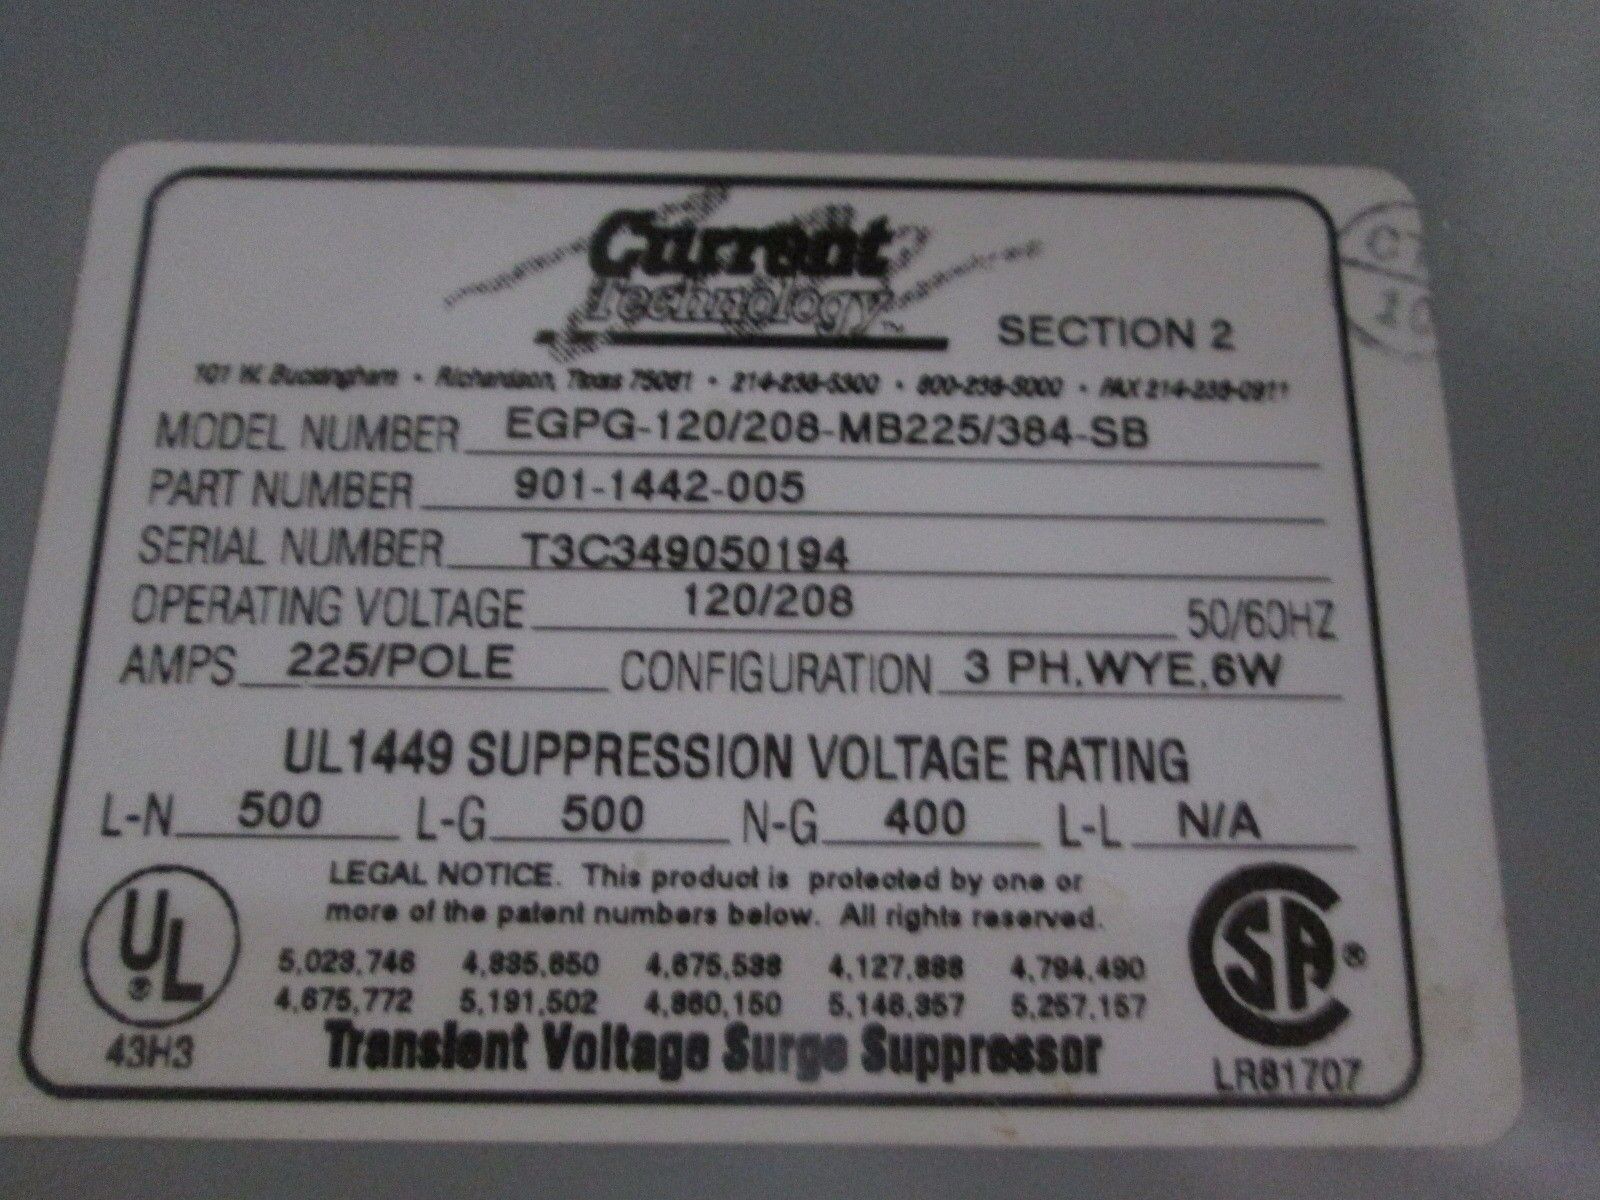 Current
Technology™
SECTION 2
101 W. Buckingham • Richardson, Texas 75081 • 214-238-5300 • 800-238-5000 • FAX 214-238-0911
MODEL NUMBER EGPG-120/208-MB225/384-SB
PART NUMBER 901-1442-005
SERIAL NUMBER T3C349050194
OPERATING VOLTAGE 120/208 50/60HZ
AMPS 225/POLE CONFIGURATION 3 PH.WYE.6W
UL1449 SUPPRESSION VOLTAGE RATING
L-N 500 L-G 500 N-G 400 L-L N/A
LEGAL NOTICE. This product is protected by one or
more of the patent numbers below. All rights reserved.
5,023,746 4,835,650 4,675,538 4,127,888 4,794,490
4,675,772 5,191,502 4,860,150 5,146,357 5,257,157
UL®
43H3
Transient Voltage Surge Suppressor
CSA®
LR81707